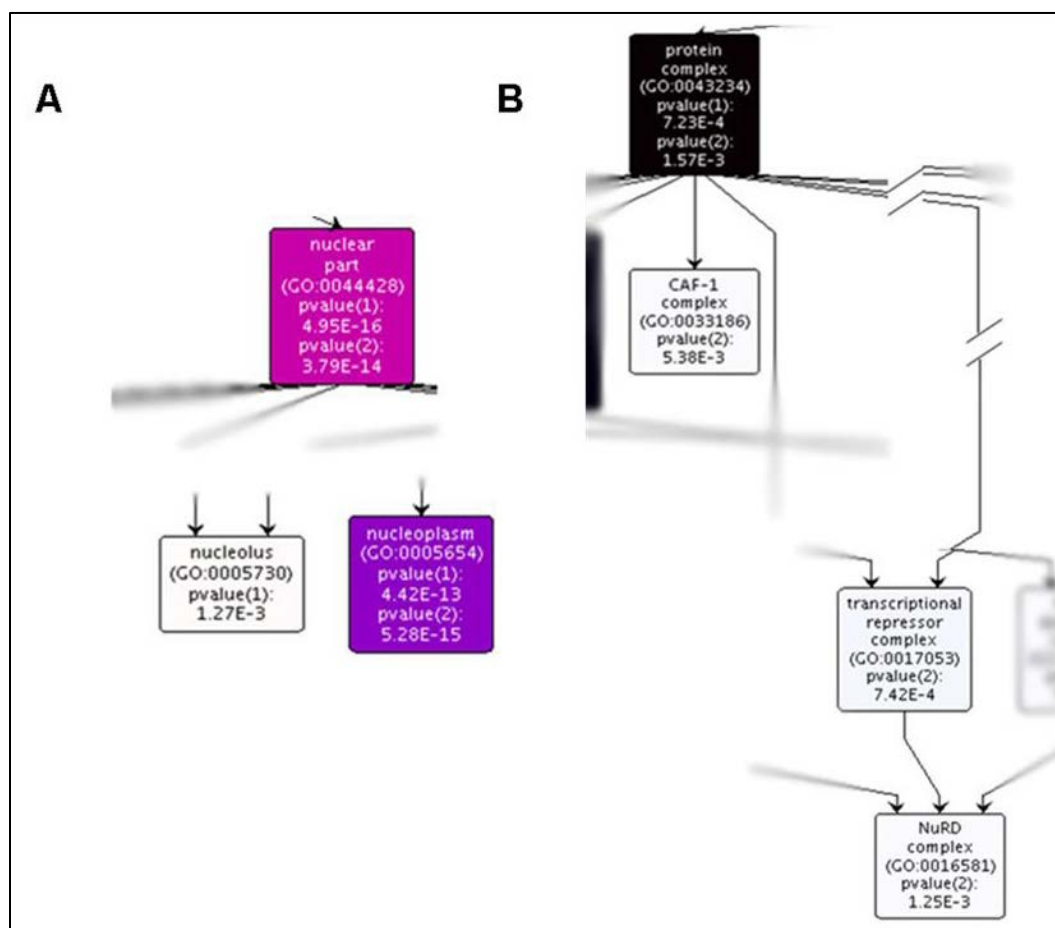 A
nuclear
part
(GO:0044428)
pvalue(1):
4.95E-16
pvalue(2):
3.79E-14
nucleolus
(GO:0005730)
pvalue(1):
1.27E-3
nucleoplasm
(GO:0005654)
pvalue(1):
4.42E-13
pvalue(2):
5.28E-15
B
protein
complex
(GO:0043234)
pvalue(1):
7.23E-4
pvalue(2):
1.57E-3
CAF-1
complex
(GO:0033186)
pvalue(2):
5.38E-3
transcriptional
repressor
complex
(GO:0017053)
pvalue(2):
7.42E-4
NuRD
complex
(GO:0016581)
pvalue(2):
1.25E-3